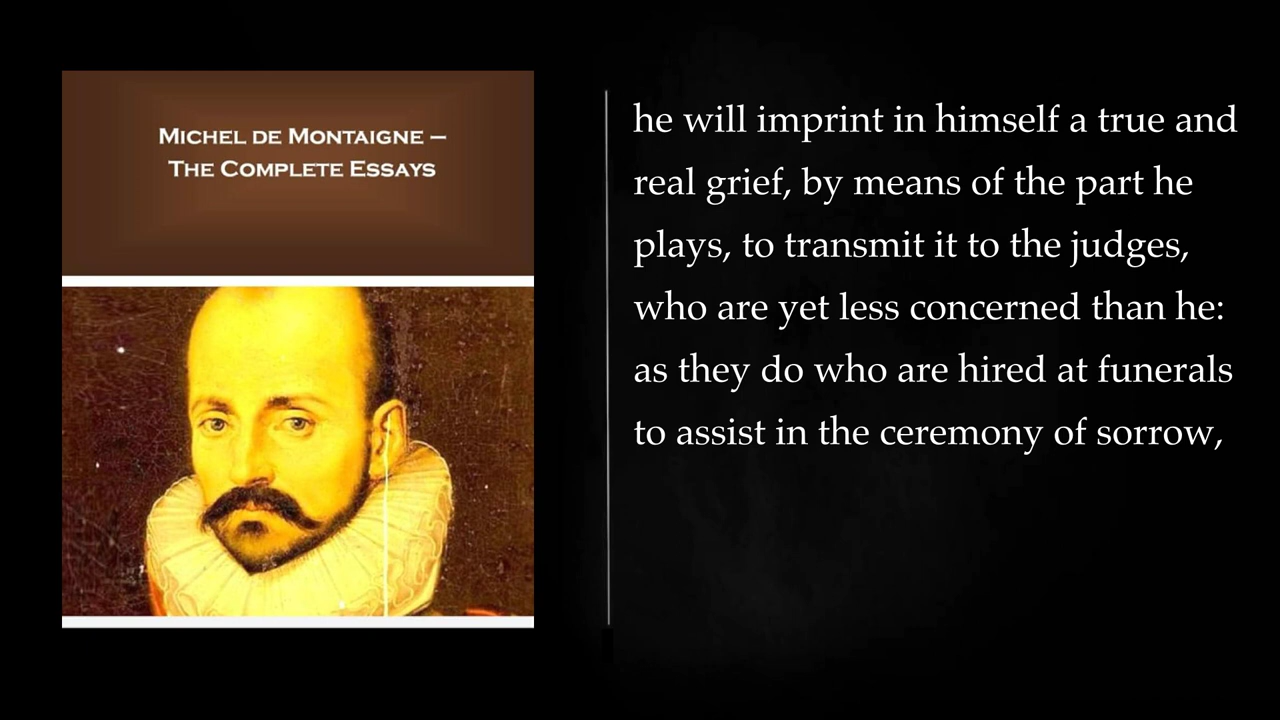 MICHEL DE MONTAIGNE –
THE COMPLETE ESSAYS
he will imprint in himself a true and
real grief, by means of the part he
plays, to transmit it to the judges,
who are yet less concerned than he:
as they do who are hired at funerals
to assist in the ceremony of sorrow,